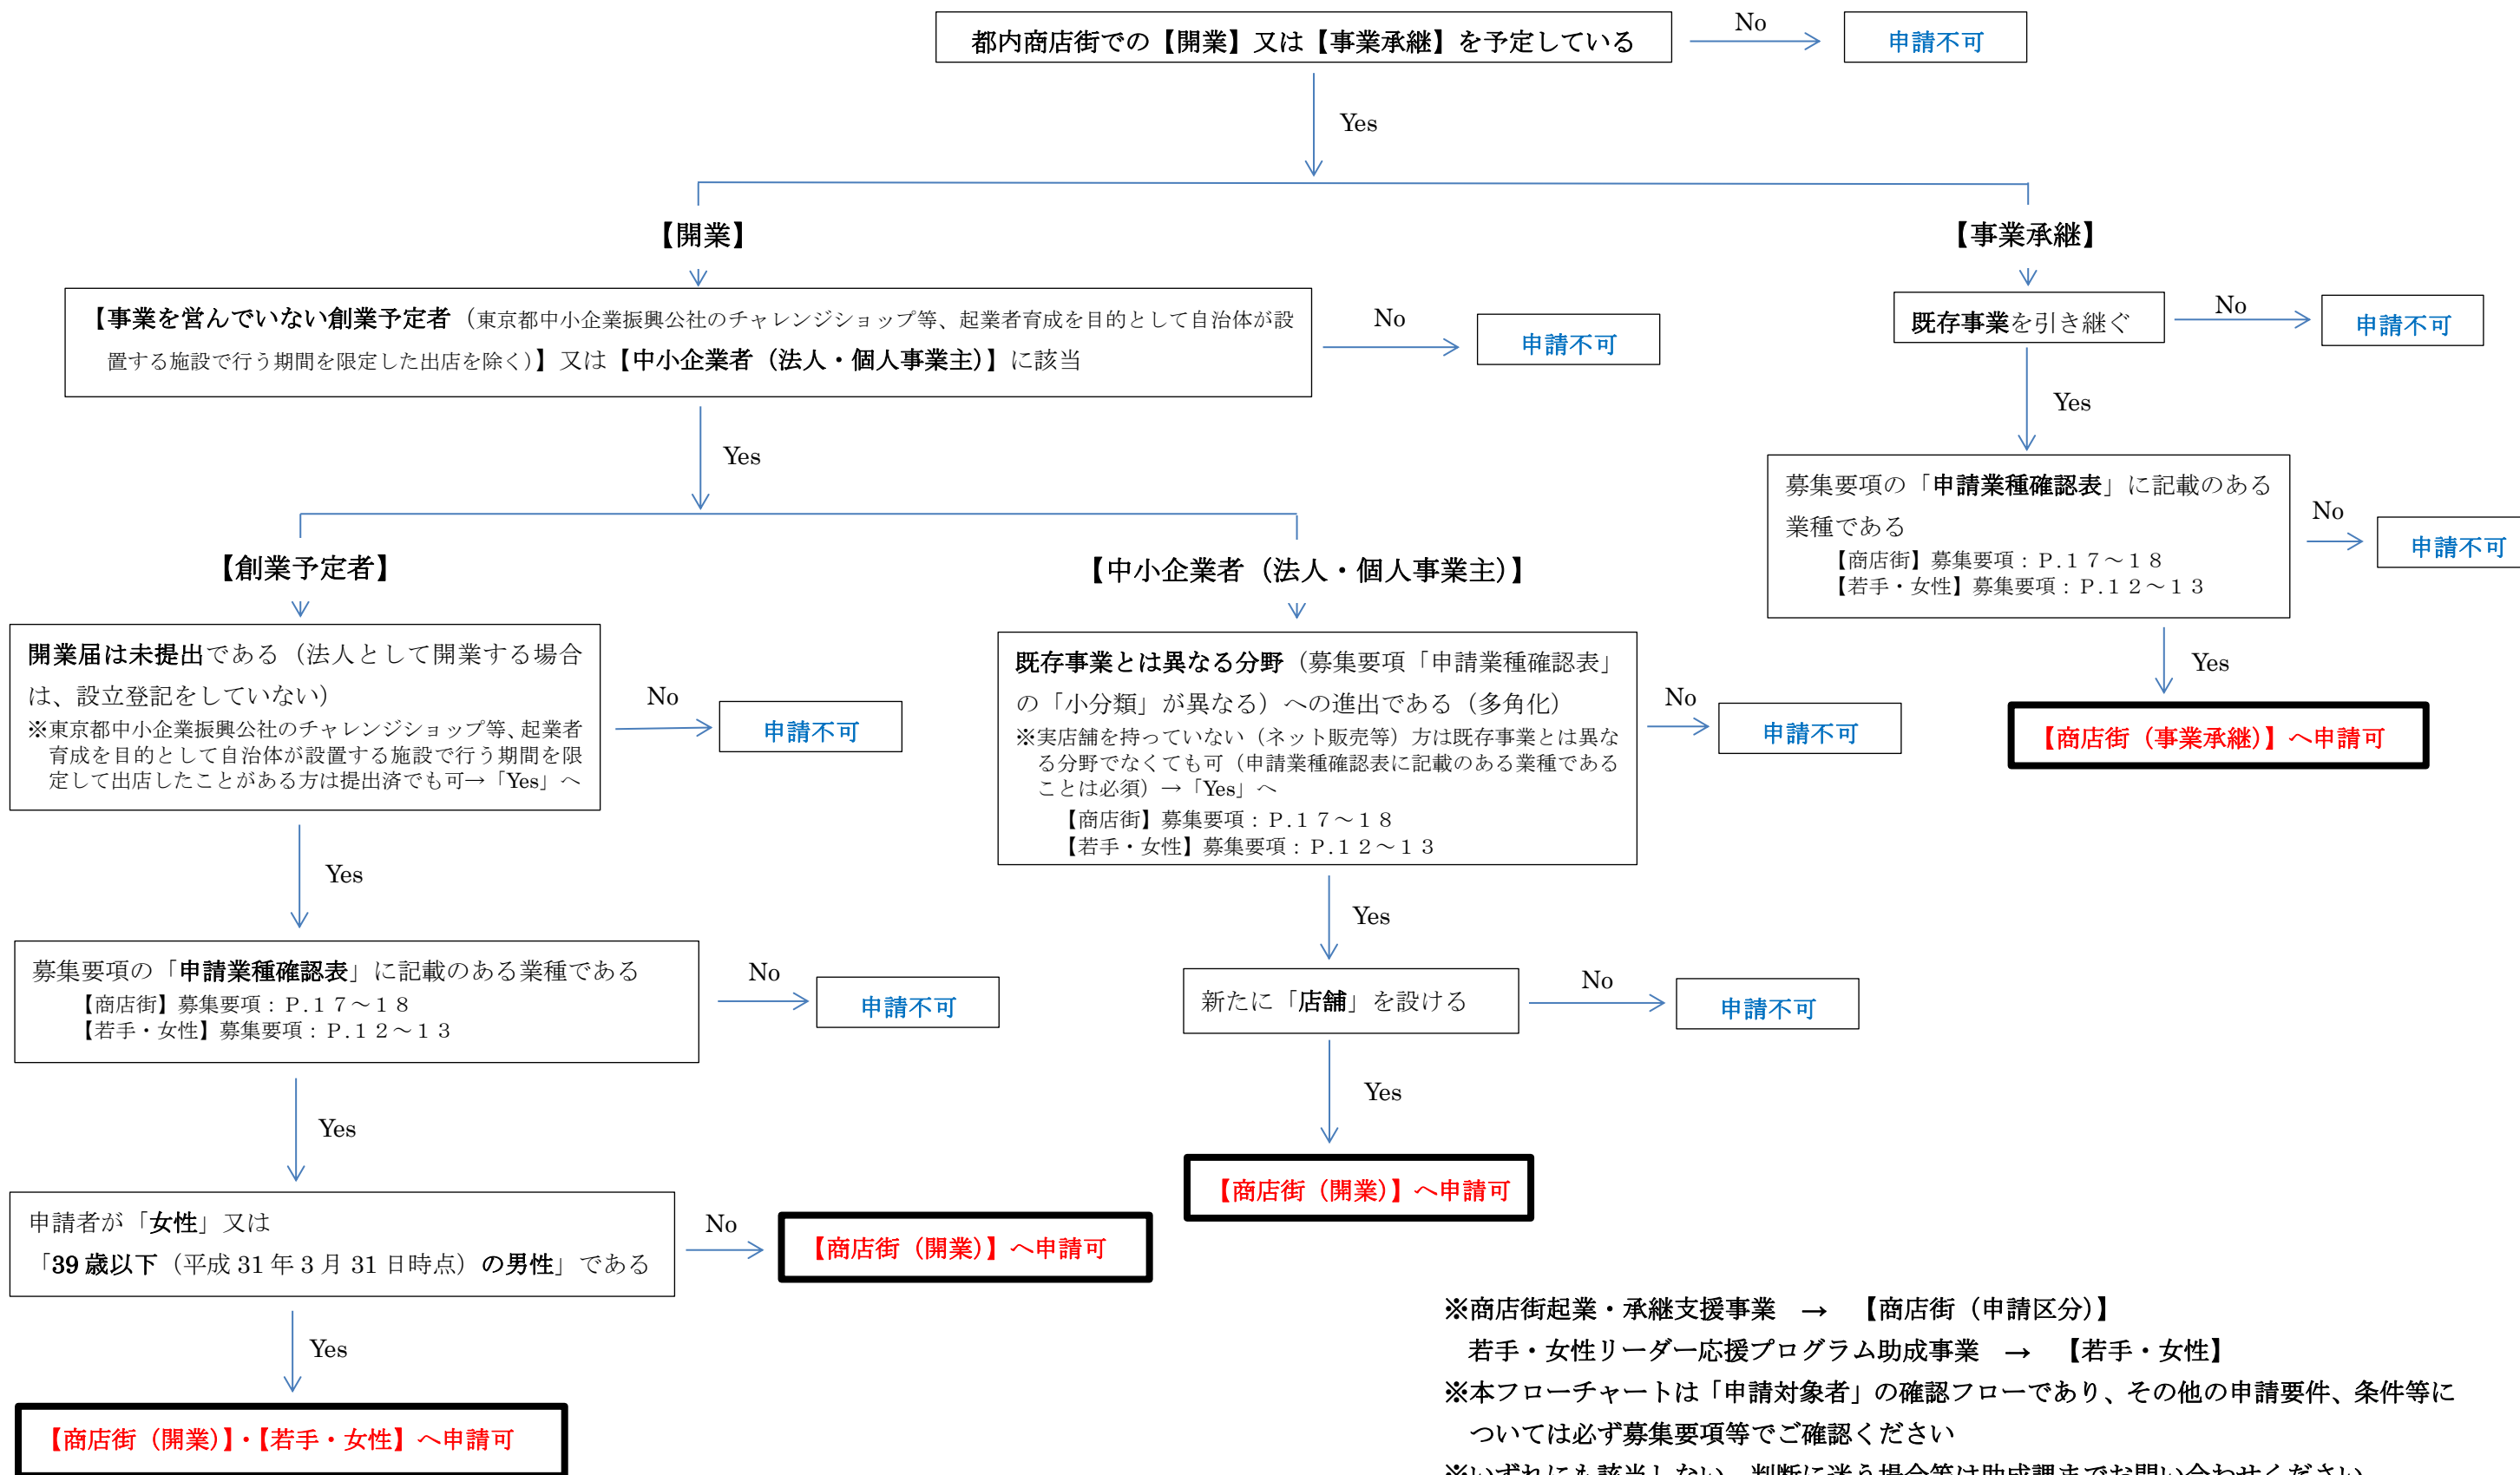 都内商店街での【開業】又は【事業承継】を予定している
No
申請不可
Yes
【開業】
【事業承継】
【事業を営んでいない創業予定者（東京都中小企業振興公社のチャレンジショップ等、起業者育成を目的として自治体が設
置する施設で行う期間を限定した出店を除く）】又は【中小企業者（法人・個人事業主）】に該当
No
申請不可
既存事業を引き継ぐ
No
申請不可
Yes
Yes
募集要項の「申請業種確認表」に記載のある
業種である
【商店街】募集要項：Ｐ.１７～１８
【若手・女性】募集要項：Ｐ.１２～１３
No
申請不可
Yes
【商店街（事業承継）】へ申請可
【創業予定者】
【中小企業者（法人・個人事業主）】
開業届は未提出である（法人として開業する場合
は、設立登記をしていない）
※東京都中小企業振興公社のチャレンジショップ等、起業者
育成を目的として自治体が設置する施設で行う期間を限
定して出店したことがある方は提出済でも可→「Yes」へ
No
申請不可
既存事業とは異なる分野（募集要項「申請業種確認表」
の「小分類」が異なる）への進出である（多角化）
※実店舗を持っていない（ネット販売等）方は既存事業とは異な
る分野でなくても可（申請業種確認表に記載のある業種である
ことは必須）→「Yes」へ
【商店街】募集要項：Ｐ.１７～１８
【若手・女性】募集要項：Ｐ.１２～１３
No
申請不可
Yes
Yes
募集要項の「申請業種確認表」に記載のある業種である
【商店街】募集要項：Ｐ.１７～１８
【若手・女性】募集要項：Ｐ.１２～１３
No
申請不可
新たに「店舗」を設ける
No
申請不可
Yes
Yes
【商店街（開業）】へ申請可
申請者が「女性」又は
「39 歳以下（平成 31 年 3 月 31 日時点）の男性」である
No
【商店街（開業）】へ申請可
Yes
【商店街（開業）】・【若手・女性】へ申請可
※商店街起業・承継支援事業　→　【商店街（申請区分）】
若手・女性リーダー応援プログラム助成事業　→　【若手・女性】
※本フローチャートは「申請対象者」の確認フローであり、その他の申請要件、条件等に
ついては必ず募集要項等でご確認ください
※いずれにも該当しない、判断に迷う場合等は助成課までお問い合わせください